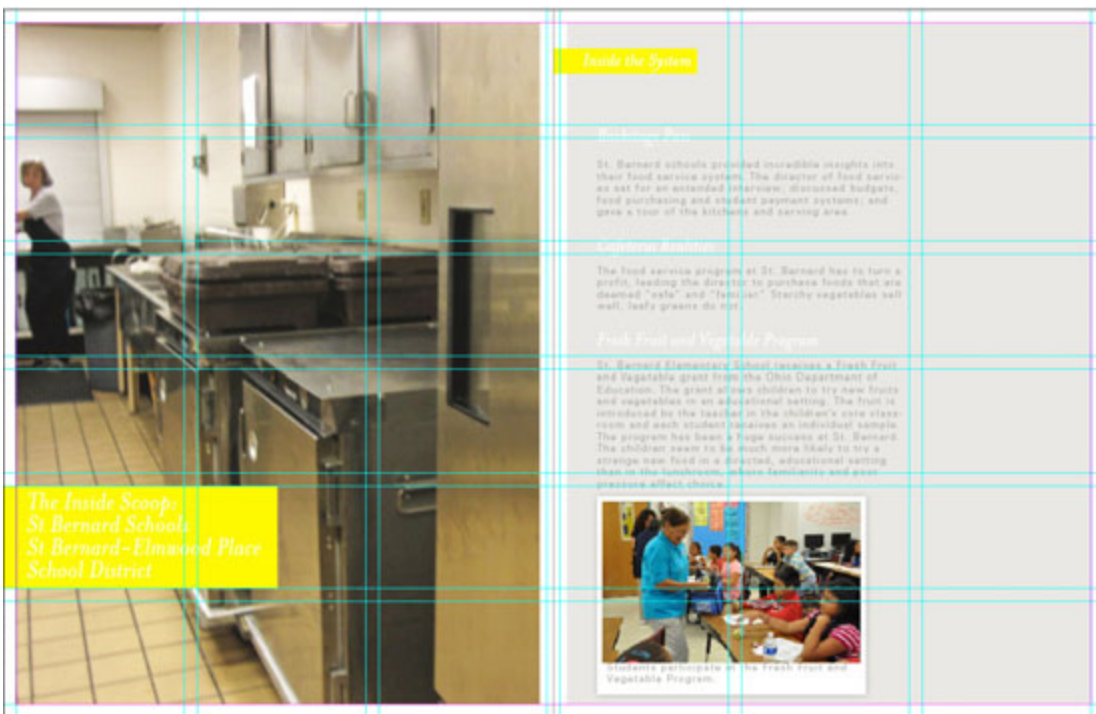 The Inside Scoop:
St Bernard Schools
St Bernard-Elmwood Place
School District
Inside the System
Backstage Pass
St. Bernard schools provided incredible insights into
their food service system. The director of food servic-
es set for an extended interview; discussed budgets,
food purchasing and student payment systems; and
gave a tour of the kitchens and serving area.
Cafeteria Realities
The food service program at St. Bernard has to turn a
profit, leading the director to purchase foods that are
deemed "safe" and "familiar." Starchy vegetables sell
well, leafy greens do not.
Fresh Fruit and Vegetable Program
St. Bernard Elementary School receives a Fresh Fruit
and Vegetable grant from the Ohio Department of
Education. The grant allows children to try new fruits
and vegetables in an educational setting. The fruit is
introduced by the teacher in the children's core class-
room and each student receives an individual sample.
The program has been a huge success at St. Bernard.
The children seem to be much more likely to try a
strange new food in a directed, educational setting
than in the lunchroom, where familiarity and peer
pressure affect choice.
Students participate in the Fresh Fruit and
Vegetable Program.